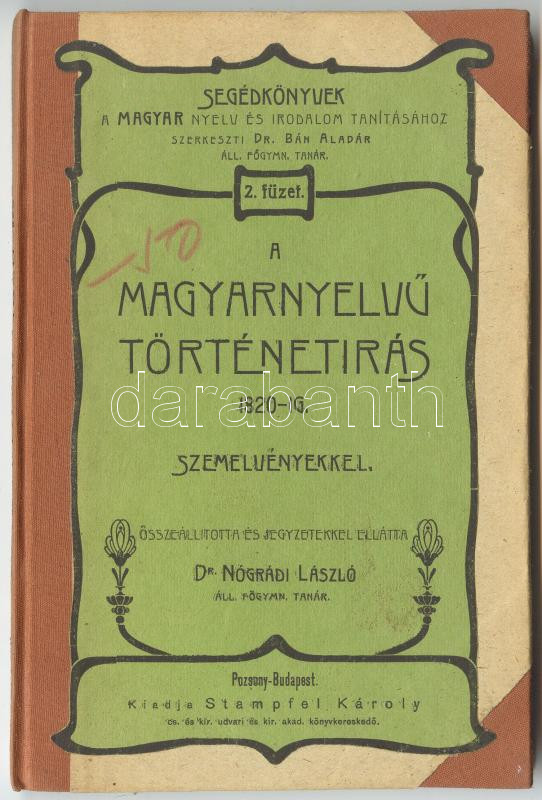 SEGÉDKÖNYVEK
A MAGYAR NYELV ÉS IRODALOM TANÍTÁSÁHOZ
SZERKESZTI DR. BÁN ALADÁR
ÁLL. FŐGYMN. TANÁR.
2. füzet.
A
MAGYARNYELVŰ
TÖRTÉNETIRÁS
1820-IG.
darabanth
SZEMELVÉNYEKKEL.
ÖSSZEÁLLITOTTA ÉS JEGYZETEKKEL ELLÁTTA
DR. NÓGRÁDI LÁSZLÓ
ÁLL. FŐGYMN. TANÁR.
Pozsony-Budapest.
Kiadja Stampfel Károly
cs. és kir. udvari és kir. akad. könyvkereskedő.